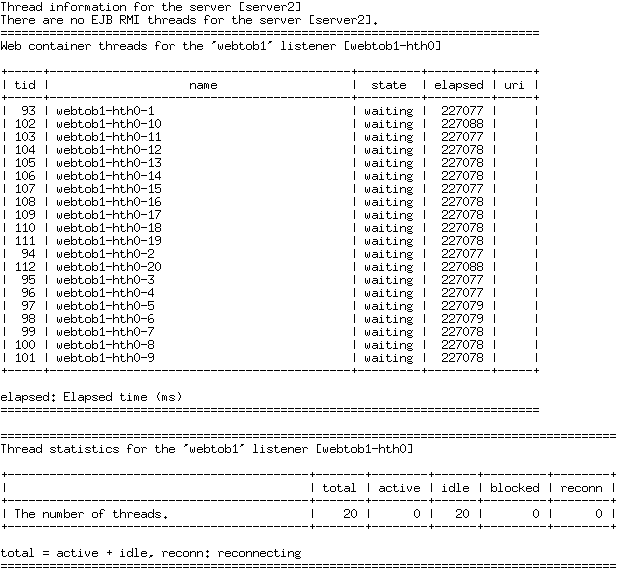 Thread information for the server [server2]
There are no EJB RMI threads for the server [server2].
================================================================================
Web container threads for the "webtob1" listener [webtob1-hth0]
+-----+----------------------------------------------+---------+---------+-----+
| tid |                     name                     |  state  | elapsed | uri |
+-----+----------------------------------------------+---------+---------+-----+
|  93 | webtob1-hth0-1                               | waiting |  227077 |     |
| 102 | webtob1-hth0-10                              | waiting |  227088 |     |
| 103 | webtob1-hth0-11                              | waiting |  227077 |     |
| 104 | webtob1-hth0-12                              | waiting |  227078 |     |
| 105 | webtob1-hth0-13                              | waiting |  227078 |     |
| 106 | webtob1-hth0-14                              | waiting |  227078 |     |
| 107 | webtob1-hth0-15                              | waiting |  227077 |     |
| 108 | webtob1-hth0-16                              | waiting |  227078 |     |
| 109 | webtob1-hth0-17                              | waiting |  227078 |     |
| 110 | webtob1-hth0-18                              | waiting |  227078 |     |
| 111 | webtob1-hth0-19                              | waiting |  227078 |     |
|  94 | webtob1-hth0-2                               | waiting |  227077 |     |
| 112 | webtob1-hth0-20                              | waiting |  227088 |     |
|  95 | webtob1-hth0-3                               | waiting |  227077 |     |
|  96 | webtob1-hth0-4                               | waiting |  227077 |     |
|  97 | webtob1-hth0-5                               | waiting |  227079 |     |
|  98 | webtob1-hth0-6                               | waiting |  227079 |     |
|  99 | webtob1-hth0-7                               | waiting |  227078 |     |
| 100 | webtob1-hth0-8                               | waiting |  227078 |     |
| 101 | webtob1-hth0-9                               | waiting |  227078 |     |
+-----+----------------------------------------------+---------+---------+-----+
elapsed: Elapsed time (ms)
================================================================================
================================================================================
Thread statistics for the "webtob1" listener [webtob1-hth0]
+------------------------------------------+-------+--------+------+---------+--------+
|                                          | total | active | idle | blocked | reconn |
+------------------------------------------+-------+--------+------+---------+--------+
| The number of threads.                   |    20 |      0 |   20 |       0 |      0 |
+------------------------------------------+-------+--------+------+---------+--------+
total = active + idle, reconn: reconnecting
================================================================================